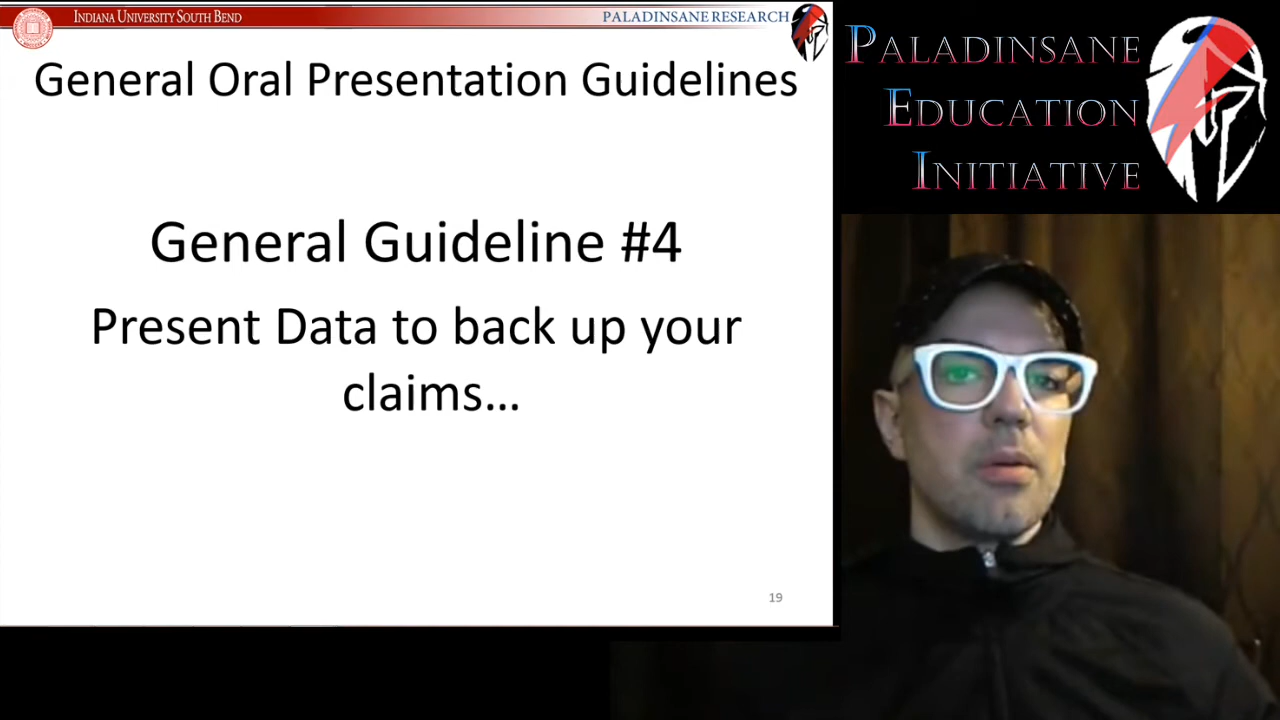 INDIANA UNIVERSITY SOUTH BEND
PALADINSANE RESEARCH
General Oral Presentation Guidelines
General Guideline #4
Present Data to back up your
claims...
19
PALADINSANE
EDUCATION
INITIATIVE